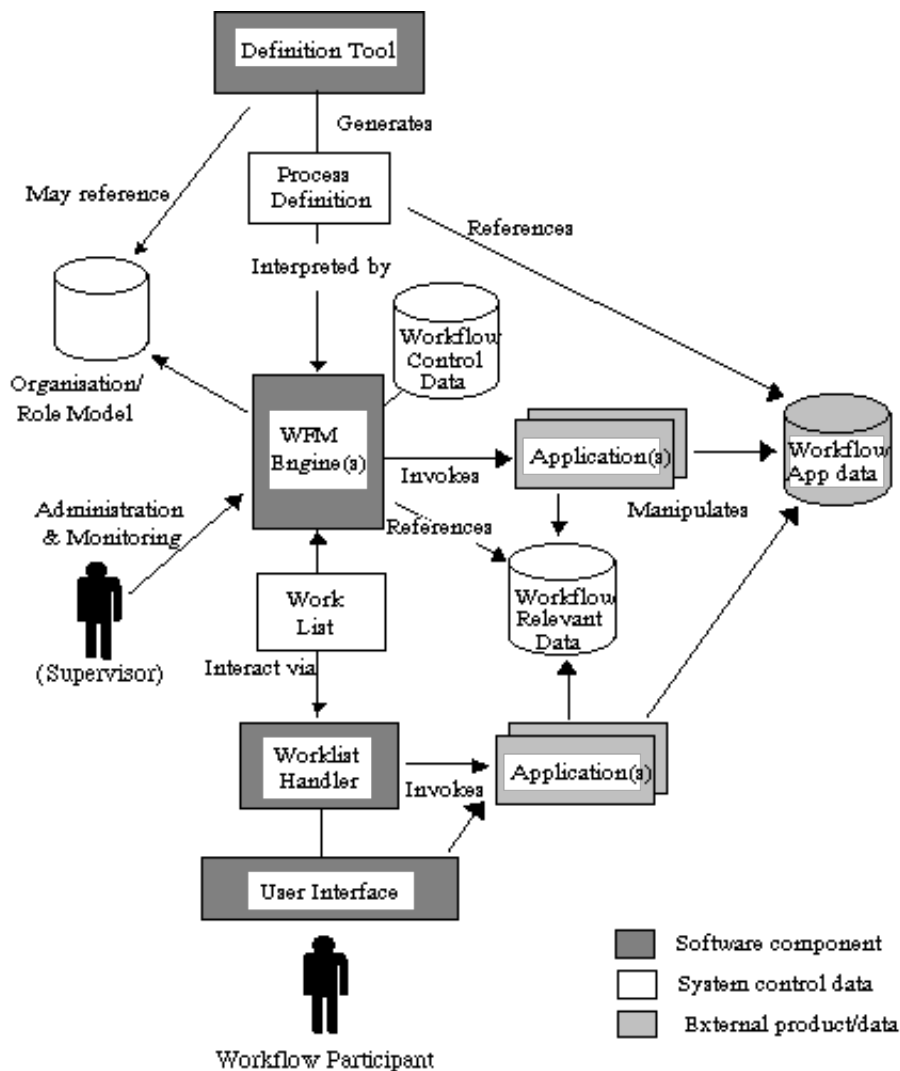 Definition Tool
Generates
Process
Definition
May reference
References
Interpreted by
Workflow
Control
Data
Organisation/
Role Model
WFM
Engine(s)
Invokes
Application(s)
Workflow
App data
Manipulates
References
Administration
& Monitoring
Workflow
Relevant
Data
Work
List
(Supervisor)
Interact via
Worklist
Handler
Invokes
Application(s)
User Interface
Software component
System control data
External product/data
Workflow Participant